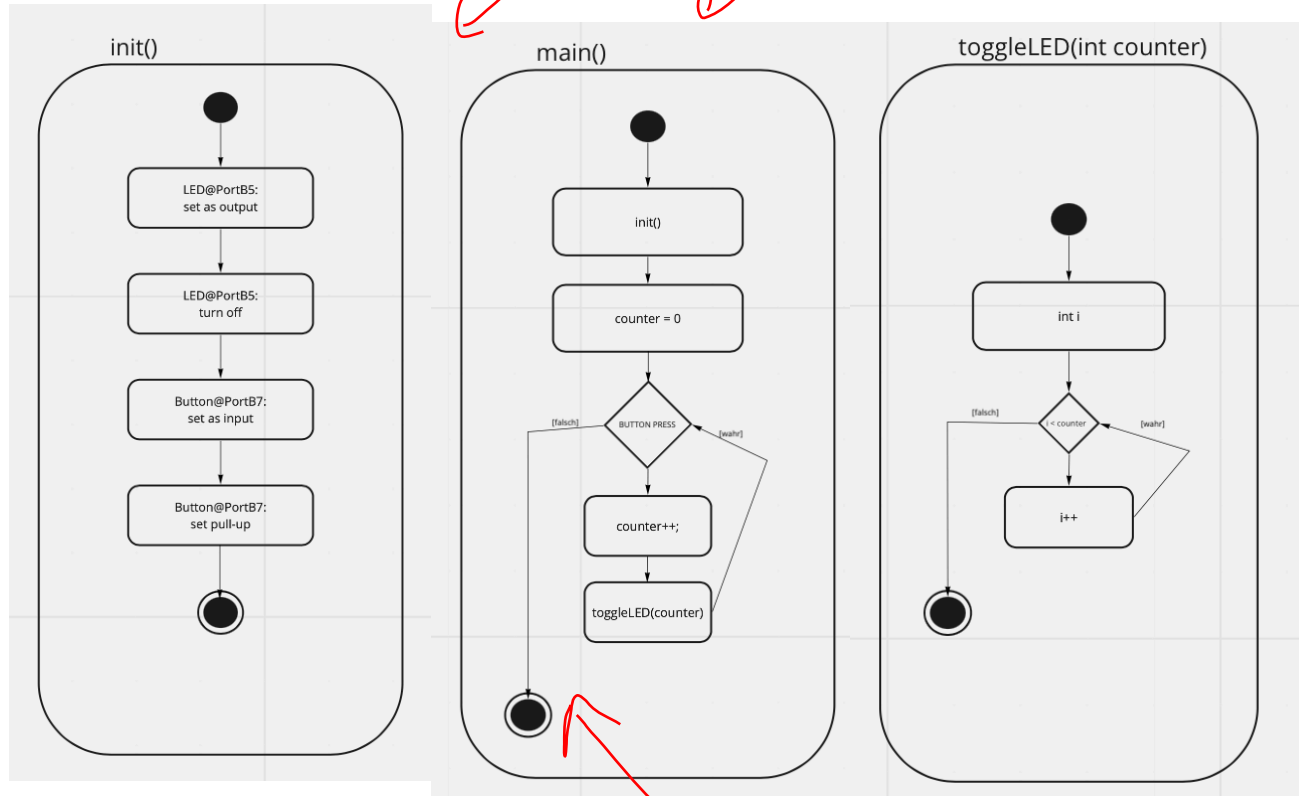 init()
LED@PortB5:
set as output
LED@PortB5:
turn off
Button@PortB7:
set as input
Button@PortB7:
set pull-up
main()
init()
counter = 0
BUTTON PRESS
[falsch]
[wahr]
counter++;
toggleLED(counter)
toggleLED(int counter)
int i
i < counter
[falsch]
[wahr]
i++